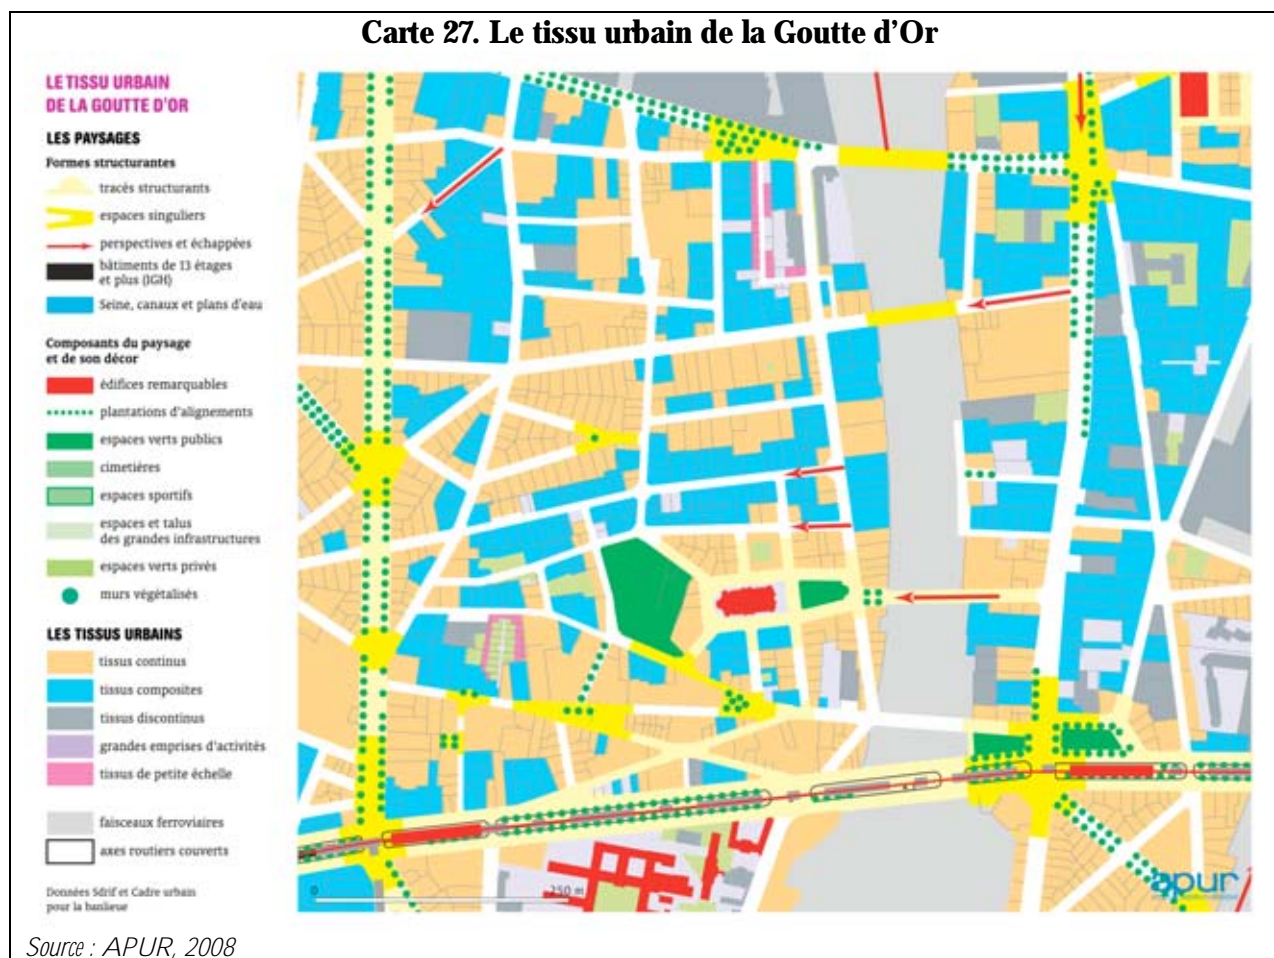 Carte 27. Le tissu urbain de la Goutte d'Or
LE TISSU URBAIN
DE LA GOUTTE D'OR
LES PAYSAGES
Formes structurantes
tracés structurants
espaces singuliers
perspectives et échappées
bâtiments de 13 étages
et plus (IGH)
Seine, canaux et plans d'eau
Composants du paysage
et de son décor
édifices remarquables
plantations d'alignements
espaces verts publics
cimetières
espaces sportifs
espaces et talus
des grandes infrastructures
espaces verts privés
murs végétalisés
LES TISSUS URBAINS
tissus continus
tissus composites
tissus discontinus
grandes emprises d'activités
tissus de petite échelle
faisceaux ferroviaires
axes routiers couverts
Données Sdrif et Cadre urbain
pour la banlieue
0
250 m
apur
Source : APUR, 2008